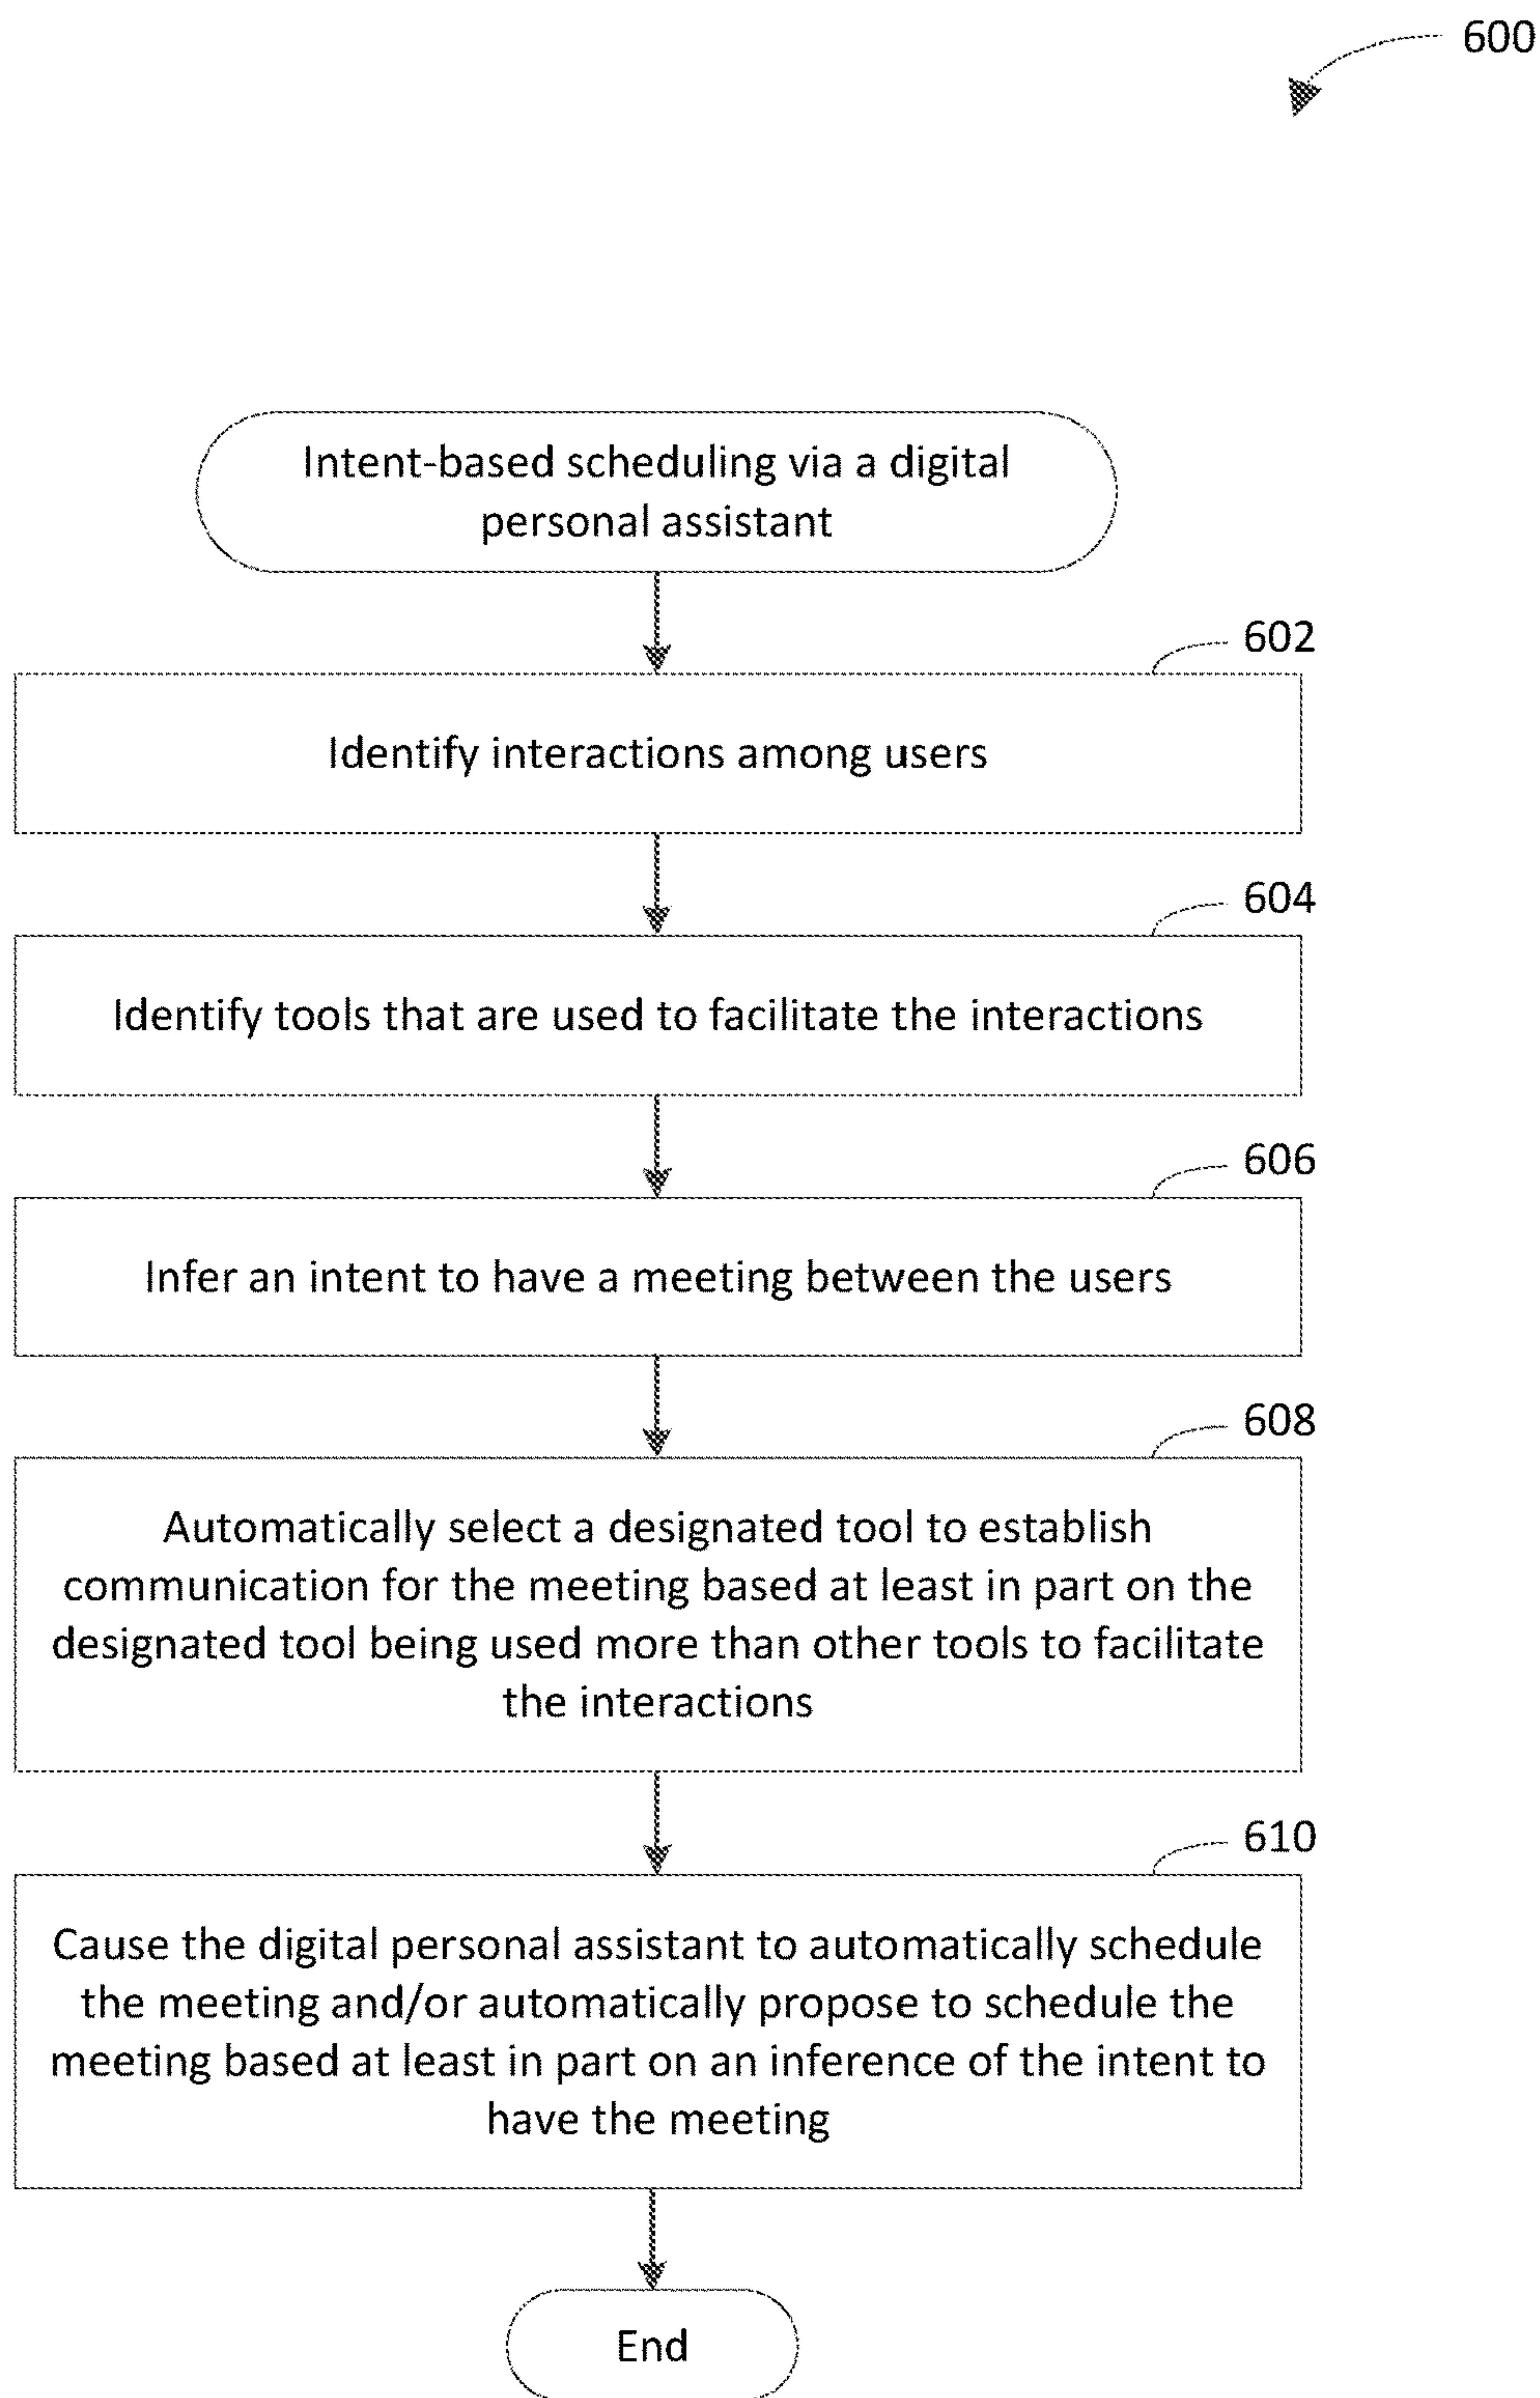 600
Intent-based scheduling via a digital
personal assistant
602
Identify interactions among users
604
Identify tools that are used to facilitate the interactions
606
Infer an intent to have a meeting between the users
608
Automatically select a designated tool to establish
communication for the meeting based at least in part on the
designated tool being used more than other tools to facilitate
the interactions
610
Cause the digital personal assistant to automatically schedule
the meeting and/or automatically propose to schedule the
meeting based at least in part on an inference of the intent to
have the meeting
End